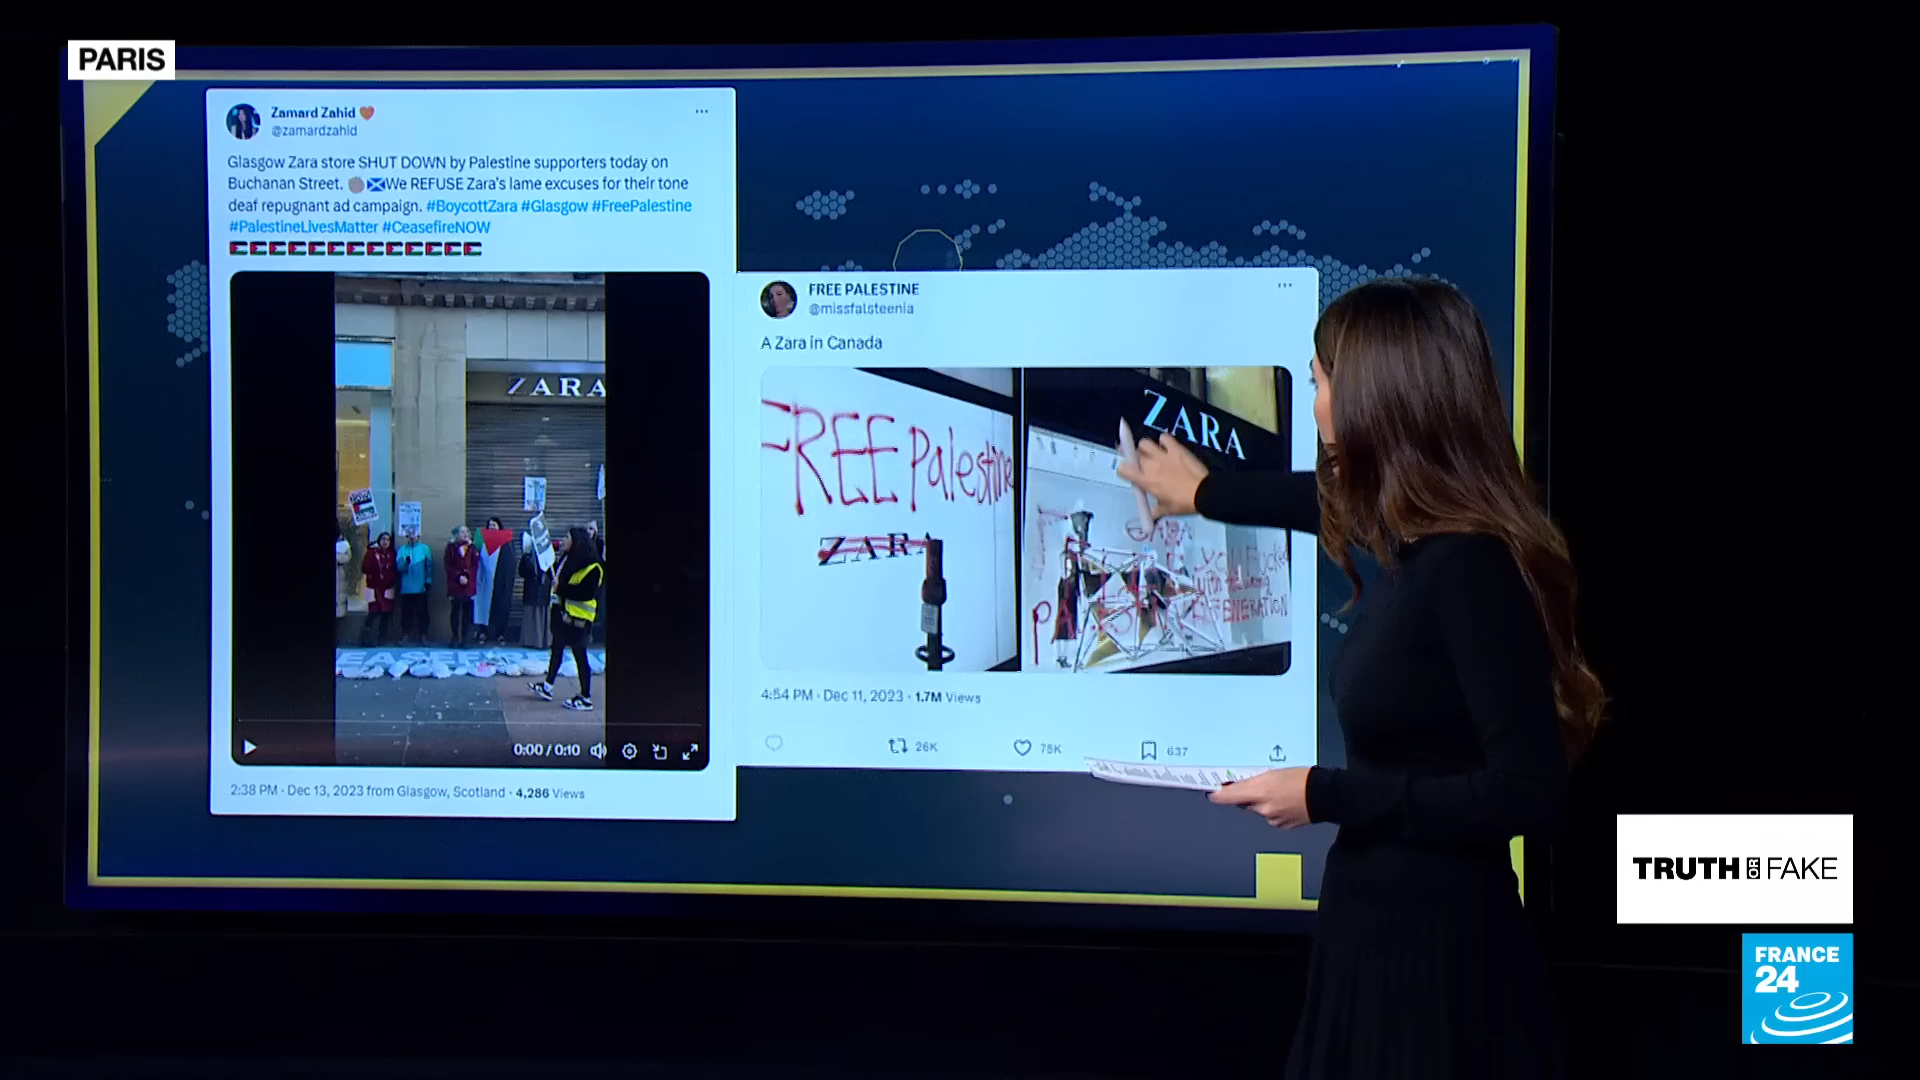 PARIS
Zamard Zahid
@zamardzahid
Glasgow Zara store SHUT DOWN by Palestine supporters today on
Buchanan Street. We REFUSE Zara's lame excuses for their tone
deaf repugnant ad campaign. #BoycottZara #Glasgow #FreePalestine
#PalestineLivesMatter #CeasefireNOW
ZARA
0:00 / 0:10
2:38 PM · Dec 13, 2023 from Glasgow, Scotland · 4,286 Views
FREE PALESTINE
@missfalsteenia
A Zara in Canada
FREE Palestine
ZARA
ZARA
4:54 PM · Dec 11, 2023 · 1.7M Views
26K
75K
637
TRUTH OR FAKE
FRANCE
24